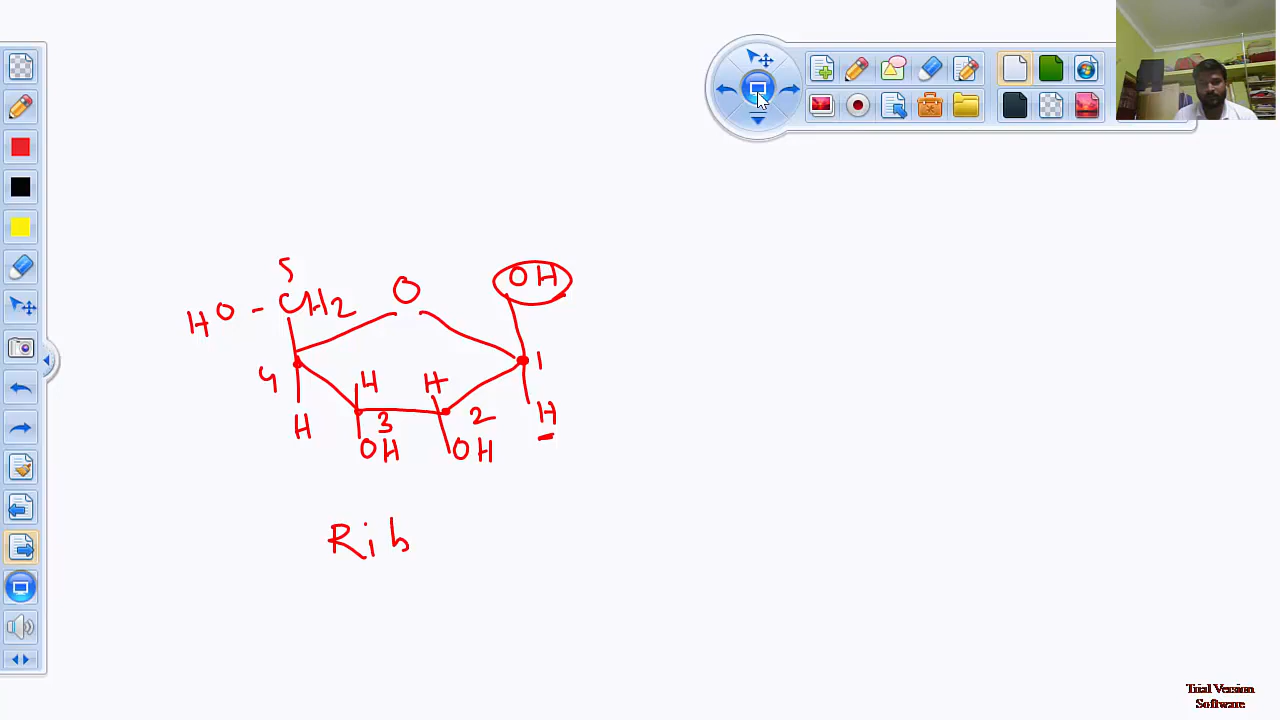 5
HO - CH2 O OH
4 H H 1
H 3 2 H
OH OH
Rib
Trial Version
Software